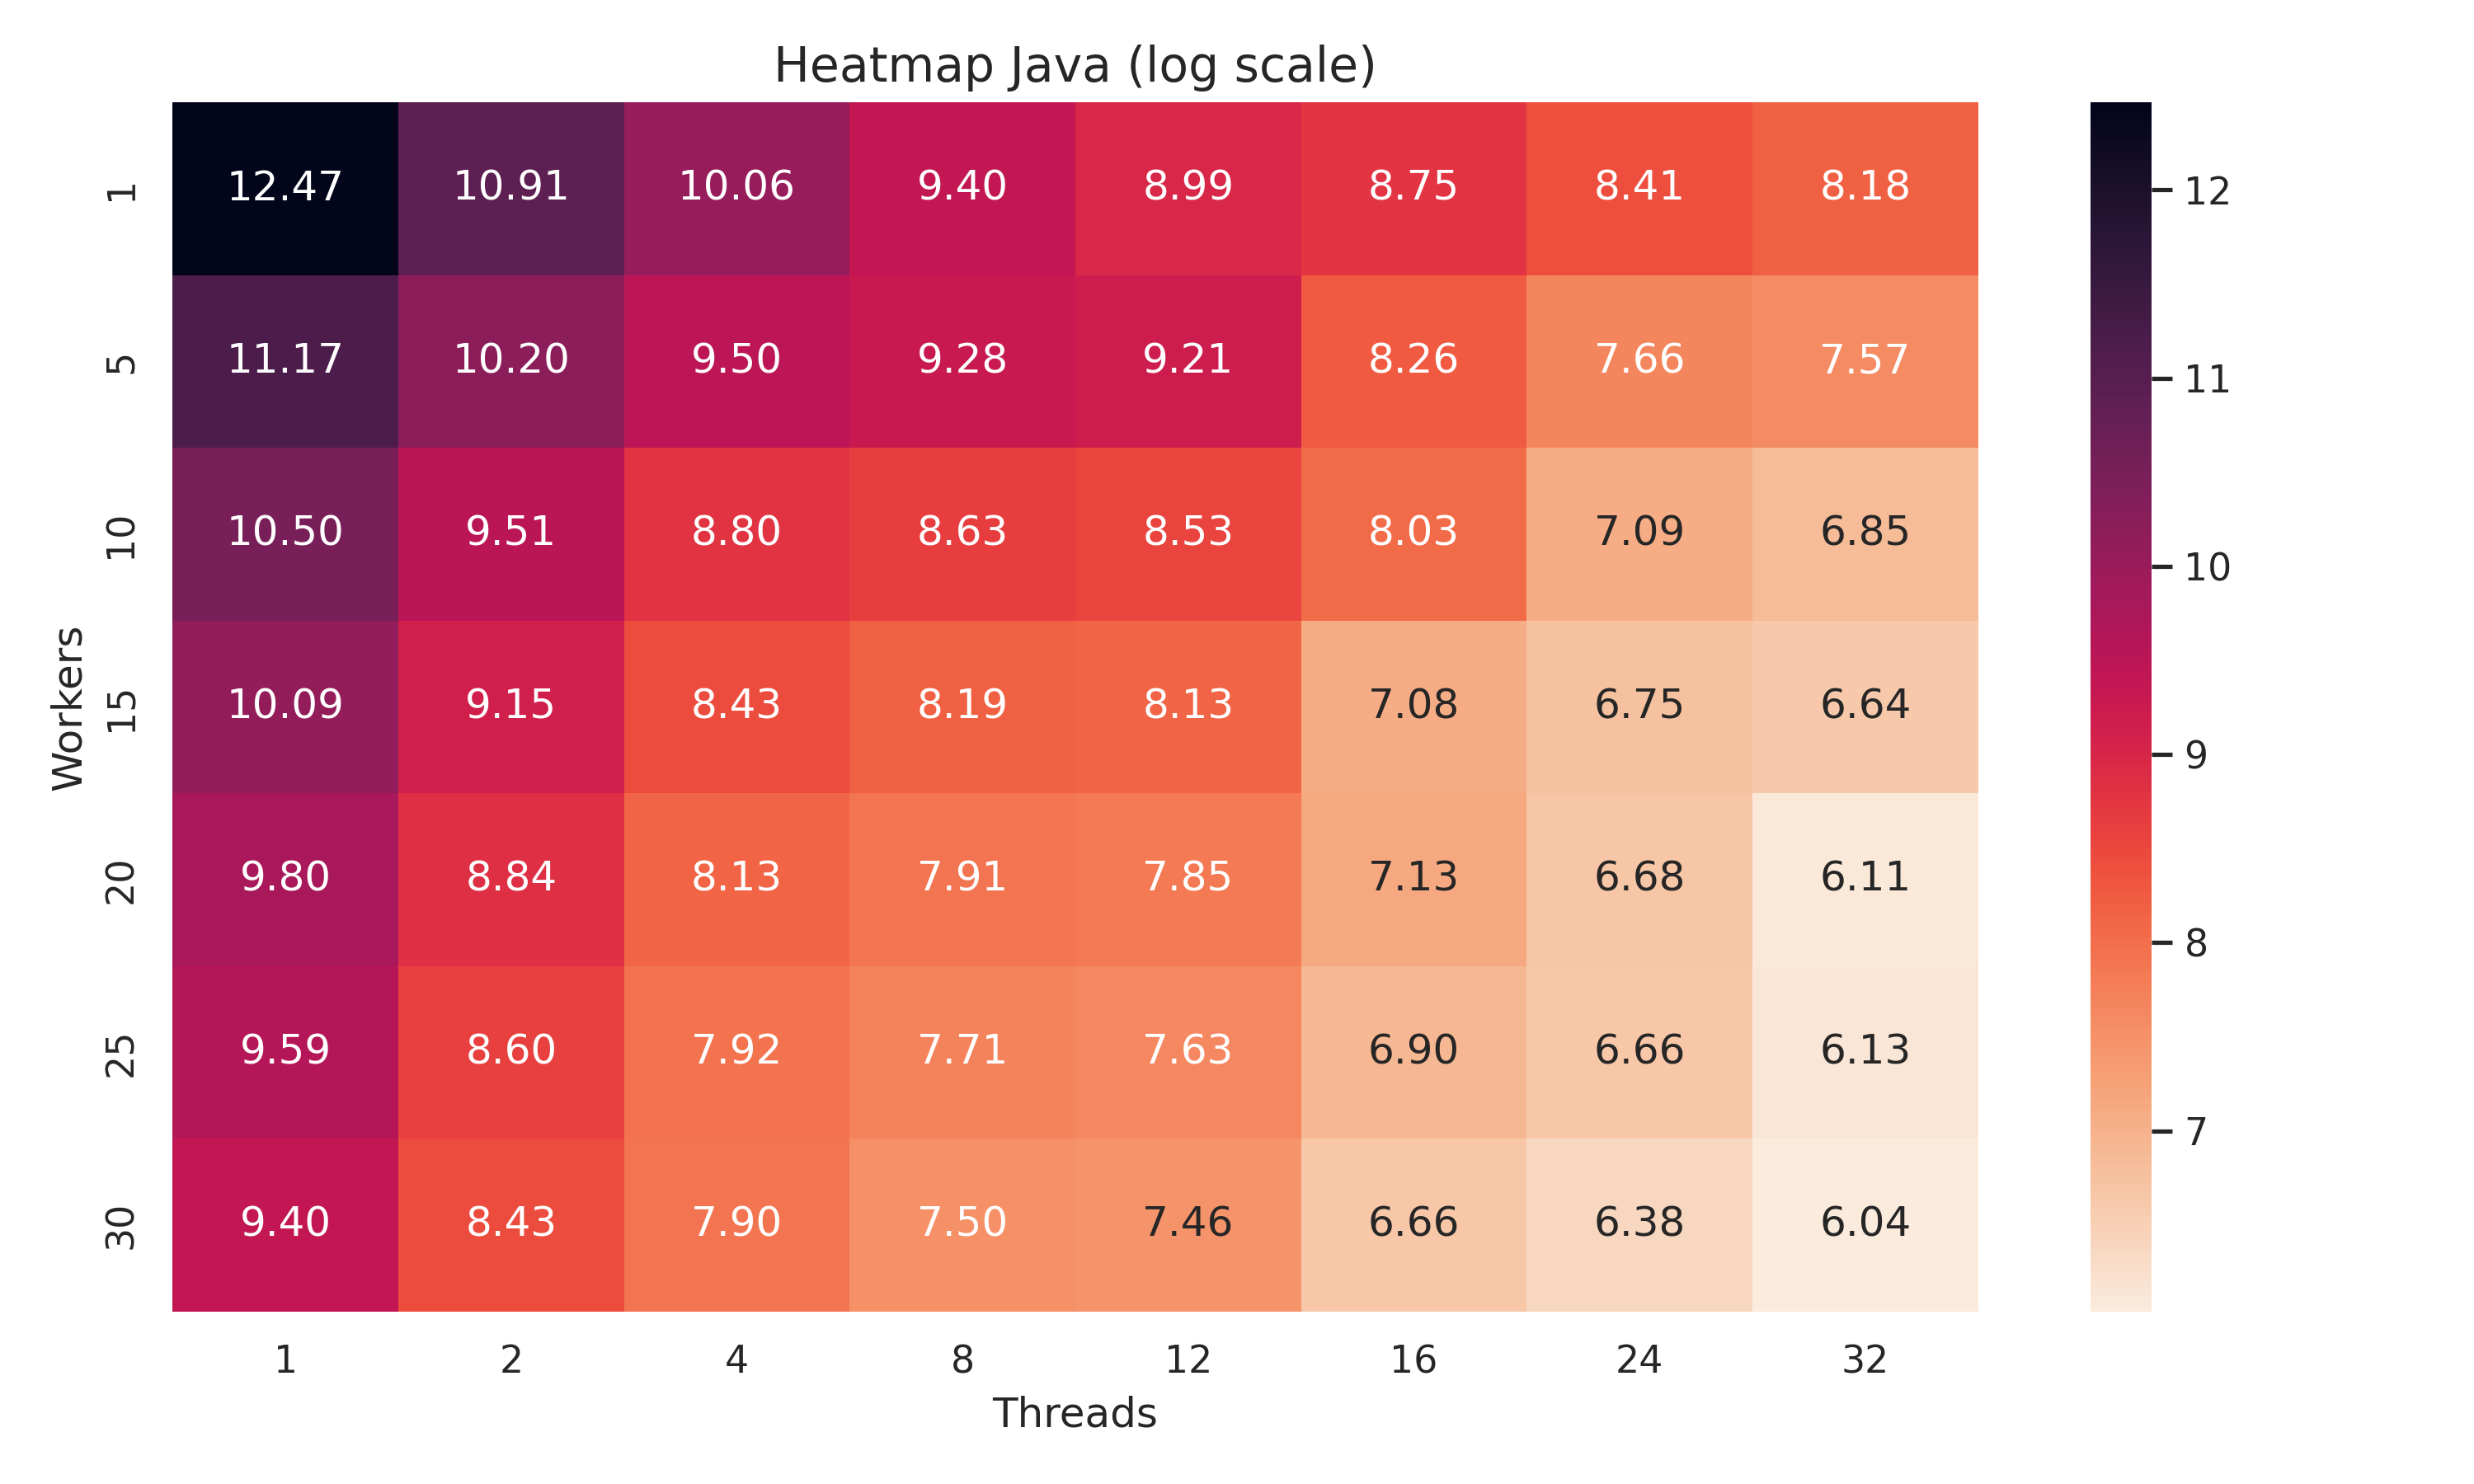 Heatmap Java (log scale)
1 12.47 10.91 10.06 9.40 8.99 8.75 8.41 8.18
5 11.17 10.20 9.50 9.28 9.21 8.26 7.66 7.57
10 10.50 9.51 8.80 8.63 8.53 8.03 7.09 6.85
15 10.09 9.15 8.43 8.19 8.13 7.08 6.75 6.64
20 9.80 8.84 8.13 7.91 7.85 7.13 6.68 6.11
25 9.59 8.60 7.92 7.71 7.63 6.90 6.66 6.13
30 9.40 8.43 7.90 7.50 7.46 6.66 6.38 6.04
Workers
1 2 4 8 12 16 24 32
Threads
12
11
10
9
8
7